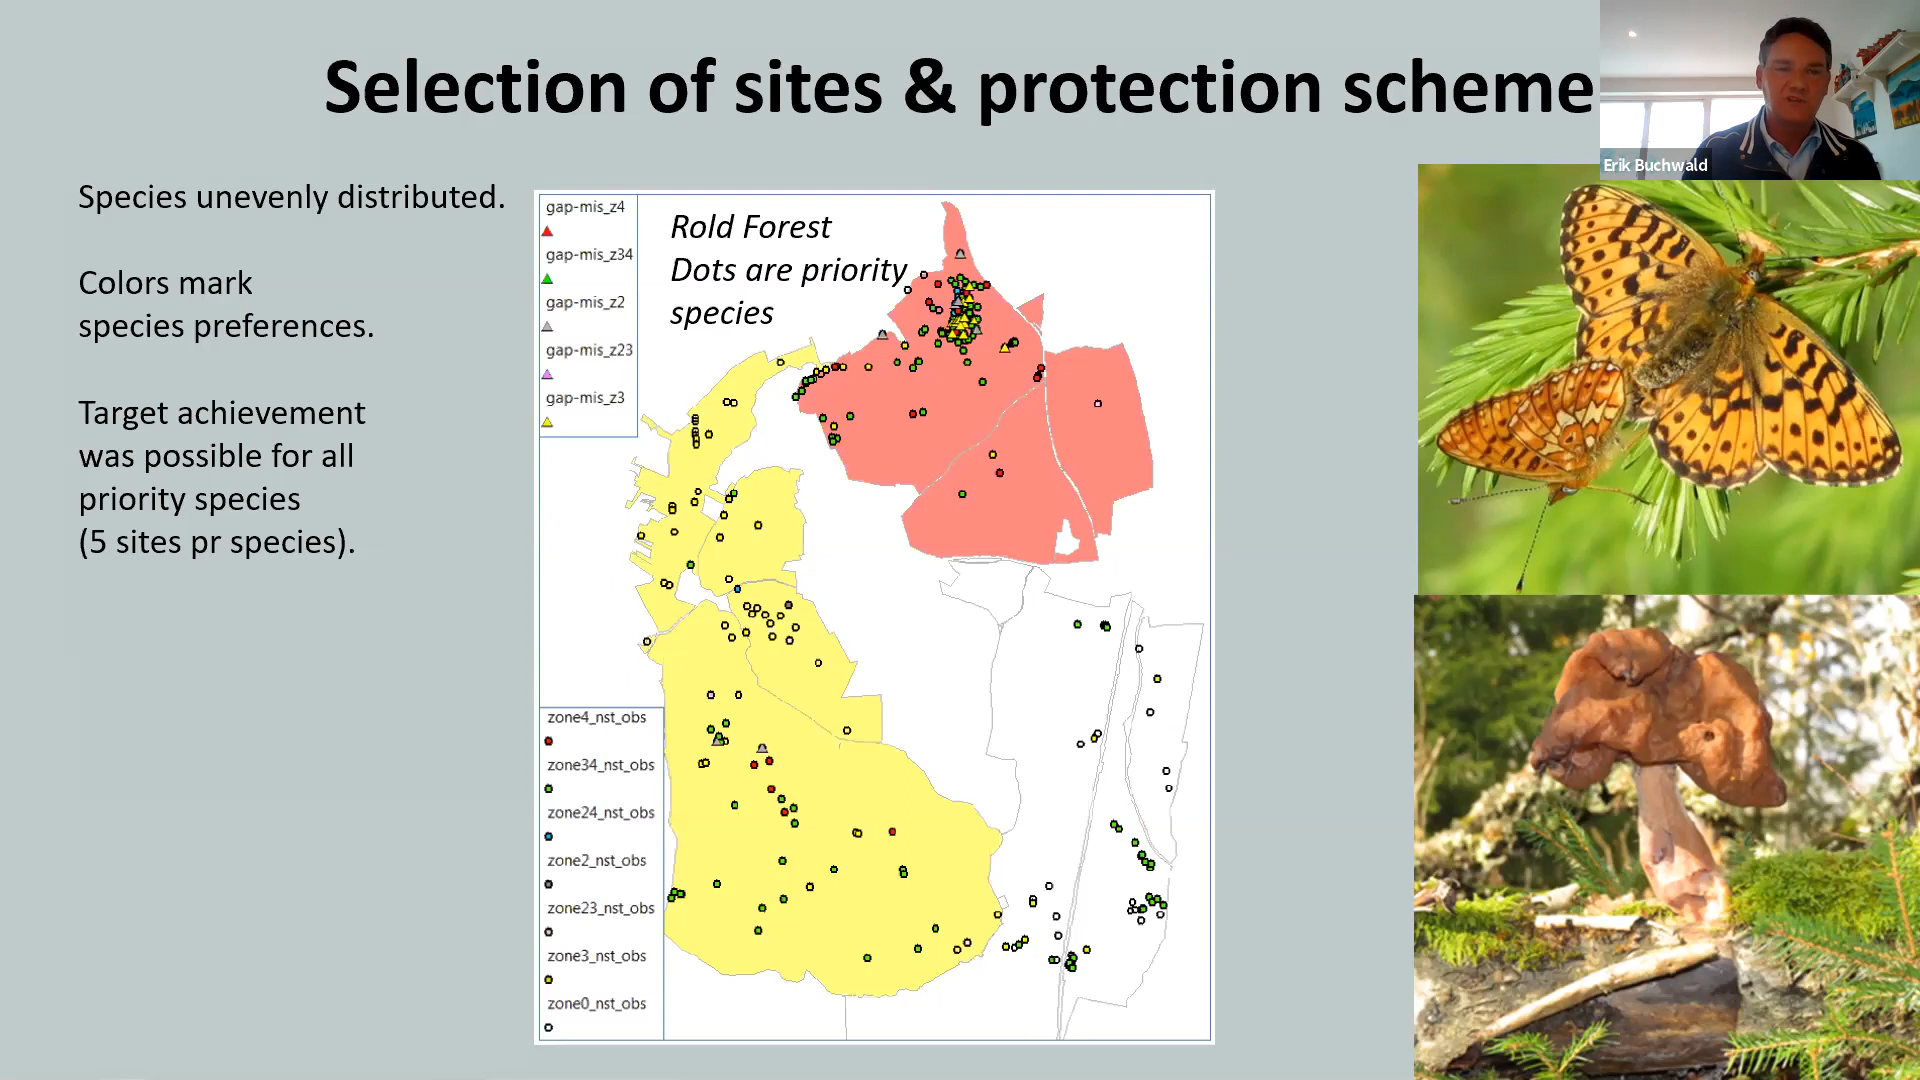 Selection of sites & protection scheme
Erik Buchwald
Species unevenly distributed.
Colors mark
species preferences.
Target achievement
was possible for all
priority species
(5 sites pr species).
gap-mis_z4
gap-mis_z34
gap-mis_z2
gap-mis_z23
gap-mis_z3
Rold Forest
Dots are priority
species
zone4_nst_obs
zone34_nst_obs
zone24_nst_obs
zone2_nst_obs
zone23_nst_obs
zone3_nst_obs
zone0_nst_obs